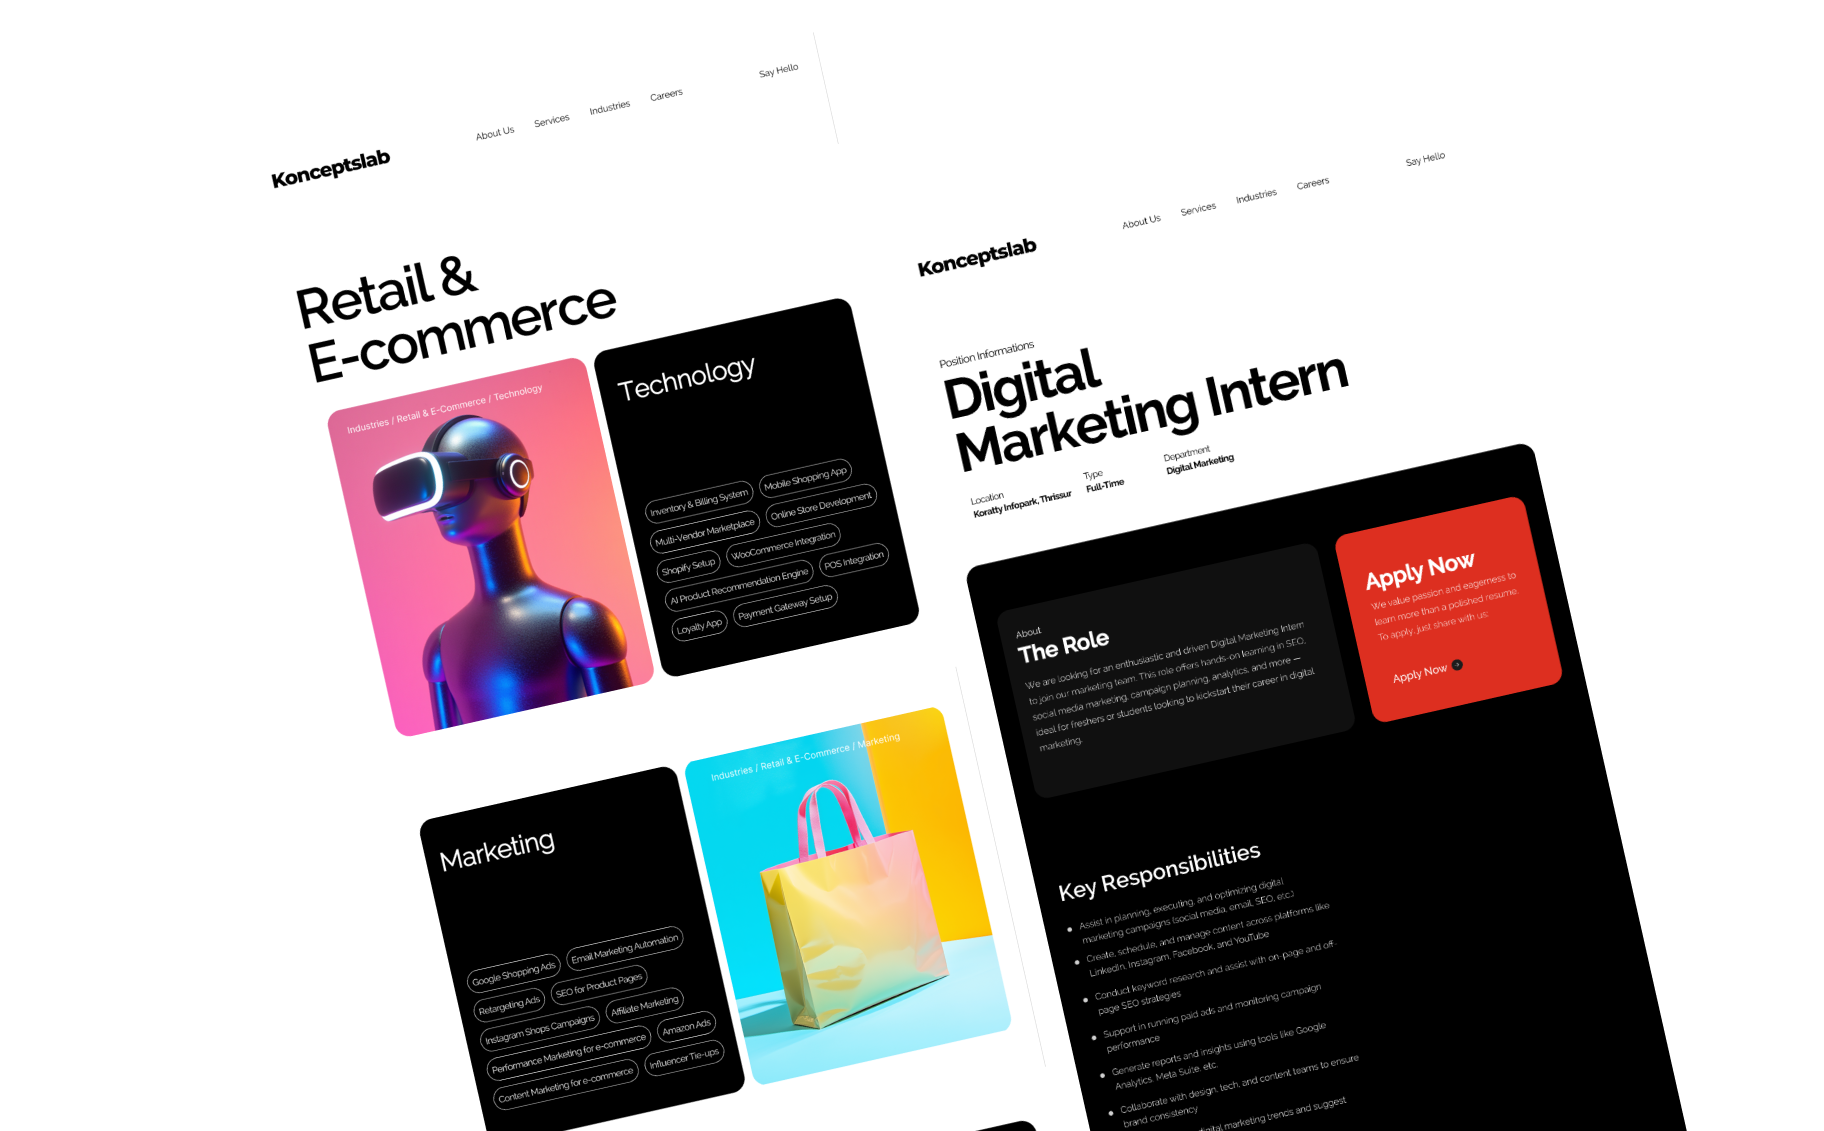 Konceptslab
About Us
Services
Industries
Careers
Say Hello
Retail &
E-commerce
Industries / Retail & E-Commerce / Technology
Technology
Inventory & Billing System
Mobile Shopping App
Multi-Vendor Marketplace
Online Store Development
Shopify Setup
WooCommerce Integration
AI Product Recommendation Engine
POS Integration
Loyalty App
Payment Gateway Setup
Marketing
Google Shopping Ads
Email Marketing Automation
Retargeting Ads
SEO for Product Pages
Instagram Shops Campaigns
Affiliate Marketing
Performance Marketing for e-commerce
Amazon Ads
Content Marketing for e-commerce
Influencer Tie-ups
Industries / Retail & E-Commerce / Marketing
Konceptslab
About Us
Services
Industries
Careers
Say Hello
Position Informations
Digital
Marketing Intern
Location
Koratty Infopark, Thrissur
Type
Full-Time
Department
Digital Marketing
About
The Role
We are looking for an enthusiastic and driven Digital Marketing Intern
to join our marketing team. This role offers hands-on learning in SEO,
social media marketing, campaign planning, analytics, and more —
ideal for freshers or students looking to kickstart their career in digital
marketing.
Apply Now
We value passion and eagerness to
learn more than a polished resume.
To apply, just share with us:
Apply Now
Key Responsibilities
Assist in planning, executing, and optimizing digital
marketing campaigns (social media, email, SEO, etc.)
Create, schedule, and manage content across platforms like
LinkedIn, Instagram, Facebook, and YouTube
Conduct keyword research and assist with on-page and off-
page SEO strategies
Support in running paid ads and monitoring campaign
performance
Generate reports and insights using tools like Google
Analytics, Meta Suite, etc.
Collaborate with design, tech, and content teams to ensure
brand consistency
digital marketing trends and suggest